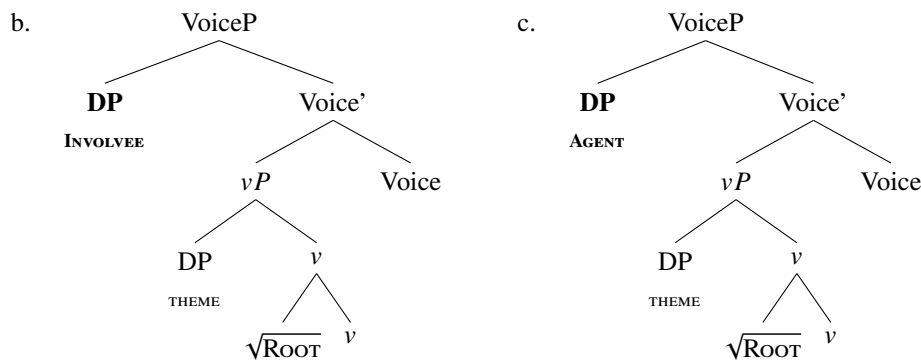 b. VoiceP c. VoiceP
DP Voice’ DP Voice’
INVOLVEE AGENT
vP Voice vP Voice
DP v DP v
THEME THEME
√ROOT v √ROOT v